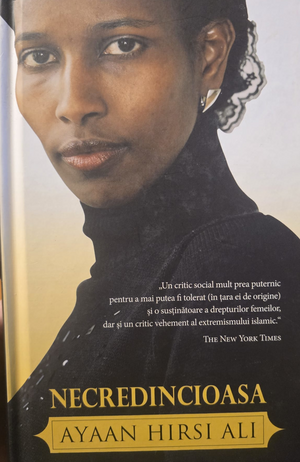 „Un critic social mult prea puternic
pentru a mai putea fi tolerat (în țara ei de origine)
și o susținătoare a drepturilor femeilor,
dar și un critic vehement al extremismului islamic.”
THE NEW YORK TIMES
NECREDINCIOASA
AYAAN HIRSI ALI